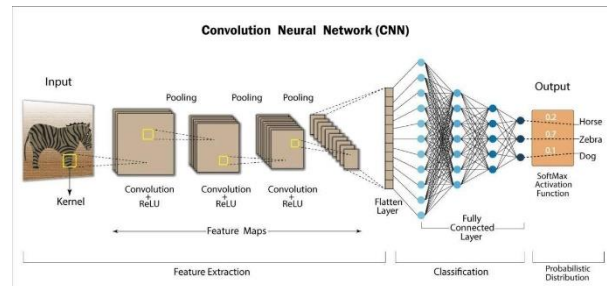 Convolution Neural Network (CNN)
Input
Kernel
Pooling
Pooling
Pooling
Convolution
+
ReLU
Convolution
+
ReLU
Convolution
+
ReLU
Feature Maps
Flatten
Layer
Fully
Connected
Layer
Output
0.2
0.7
0.1
Horse
Zebra
Dog
SoftMax
Activation
Function
Feature Extraction
Classification
Probabilistic
Distribution